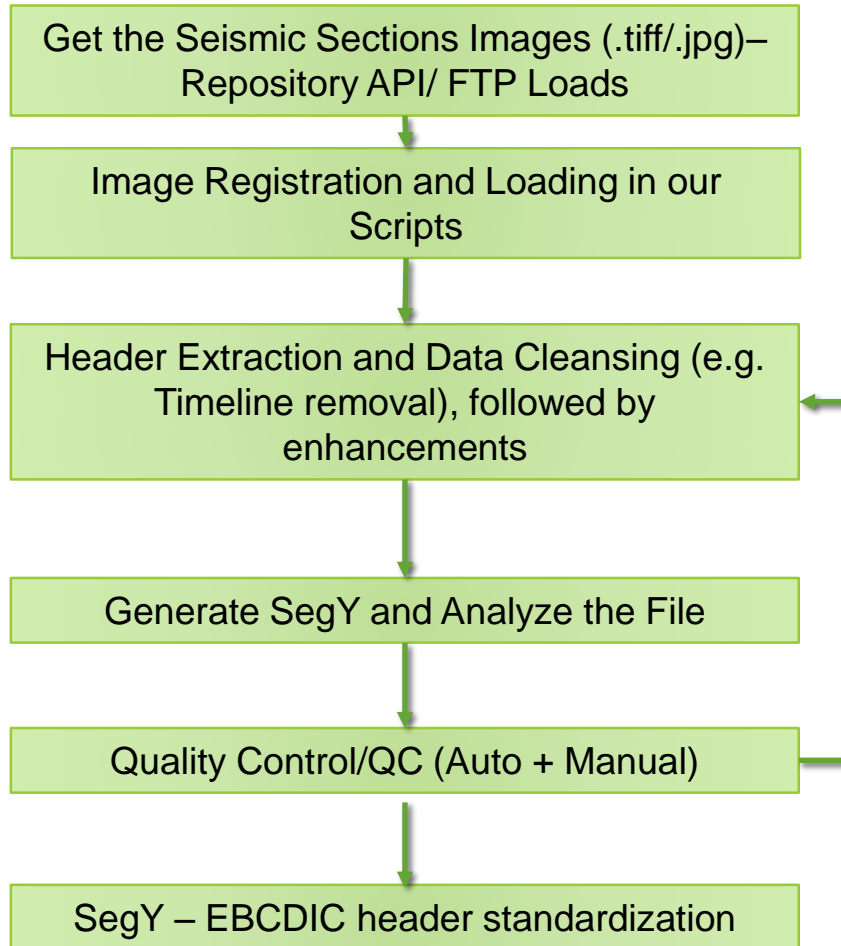 Get the Seismic Sections Images (.tiff/.jpg)–
Repository API/ FTP Loads
Image Registration and Loading in our
Scripts
Header Extraction and Data Cleansing (e.g.
Timeline removal), followed by
enhancements
Generate SegY and Analyze the File
Quality Control/QC (Auto + Manual)
SegY – EBCDIC header standardization